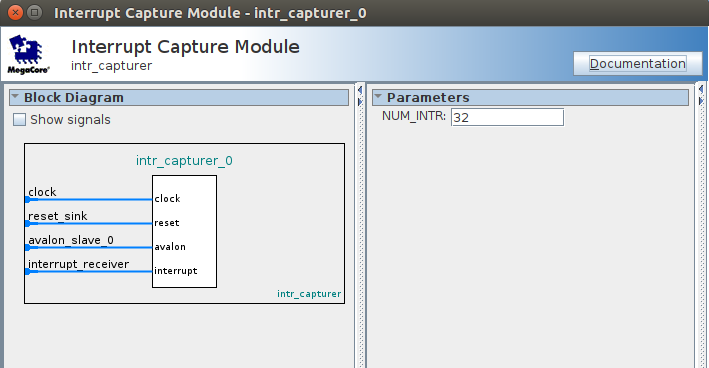 Interrupt Capture Module - intr_capturer_0
Interrupt Capture Module
intr_capturer
MegaCore®
Documentation
Block Diagram
Show signals
intr_capturer_0
clock
clock
reset_sink
reset
avalon_slave_0
avalon
interrupt_receiver
interrupt
intr_capturer
Parameters
NUM_INTR: 32